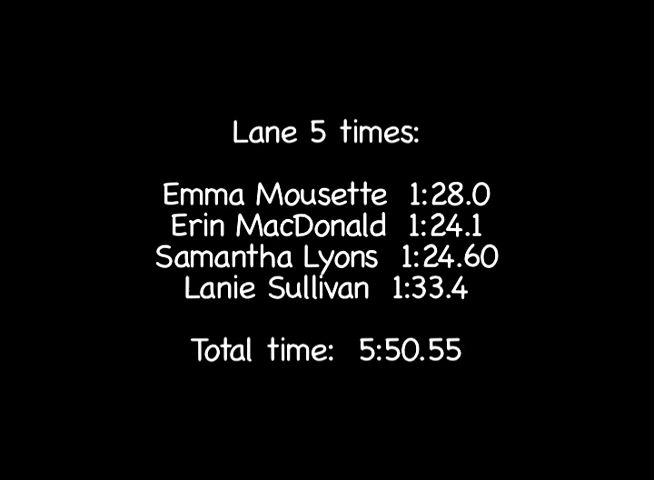 Lane 5 times:
Emma Mousette 1:28.0
Erin MacDonald 1:24.1
Samantha Lyons 1:24.60
Lanie Sullivan 1:33.4
Total time: 5:50.55